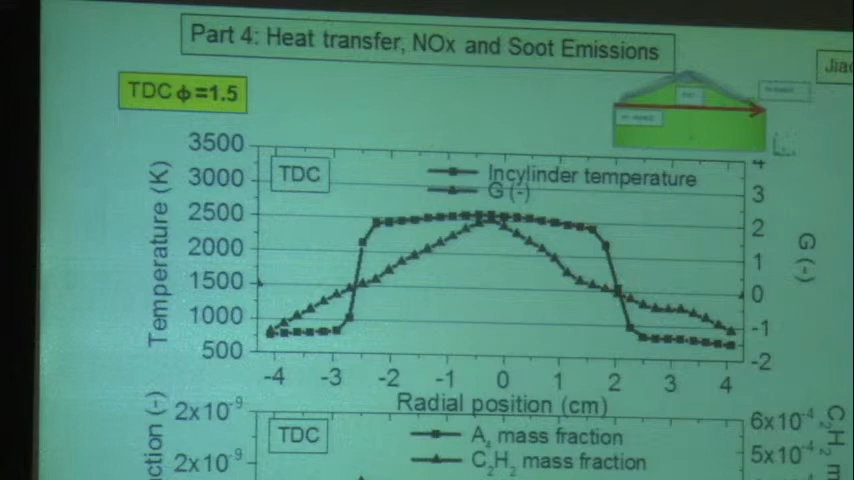 Part 4: Heat transfer, NOx and Soot Emissions
TDC ϕ=1.5
TDC
Incylinder temperature
G (-)
Temperature (K)
3500
3000
2500
2000
1500
1000
500
4
3
2
1
0
-1
-2
G (-)
-4 -3 -2 -1 0 1 2 3 4
Radial position (cm)
2x10⁻⁹
2x10⁻⁹
TDC
A₄ mass fraction
C₂H₂ mass fraction
6x10⁻⁴
5x10⁻⁴